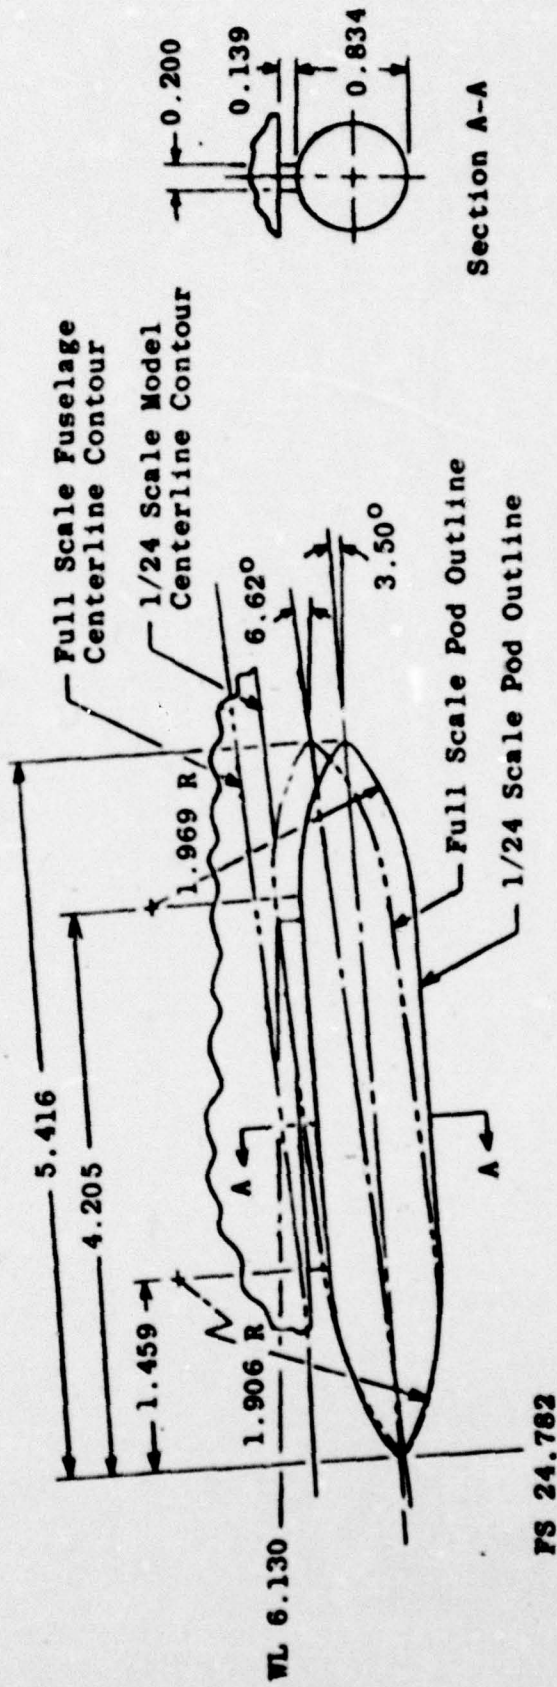 5.416
4.205
1.459
1.969 R
1.906 R
Full Scale Fuselage
Centerline Contour
1/24 Scale Model
Centerline Contour
6.62°
3.50°
WL 6.130
A
A
Full Scale Pod Outline
1/24 Scale Pod Outline
FS 24.782
0.200
0.139
0.834
Section A-A